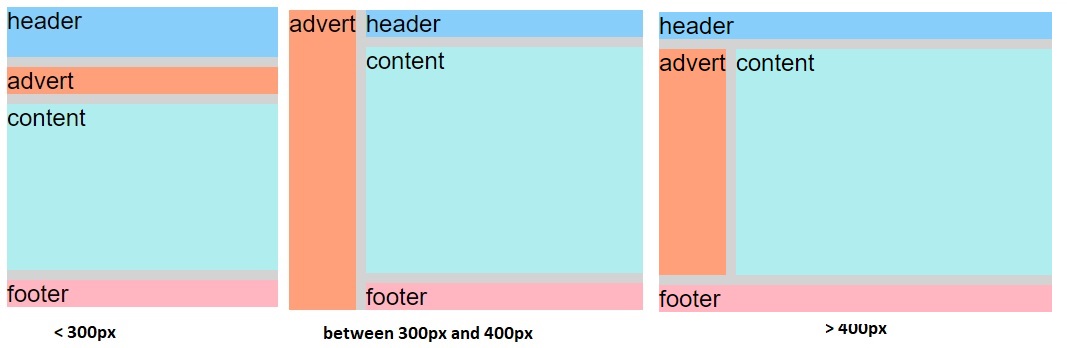 header
advert
content
footer
< 300px
advert
header
content
footer
between 300px and 400px
header
advert
content
footer
> 400px